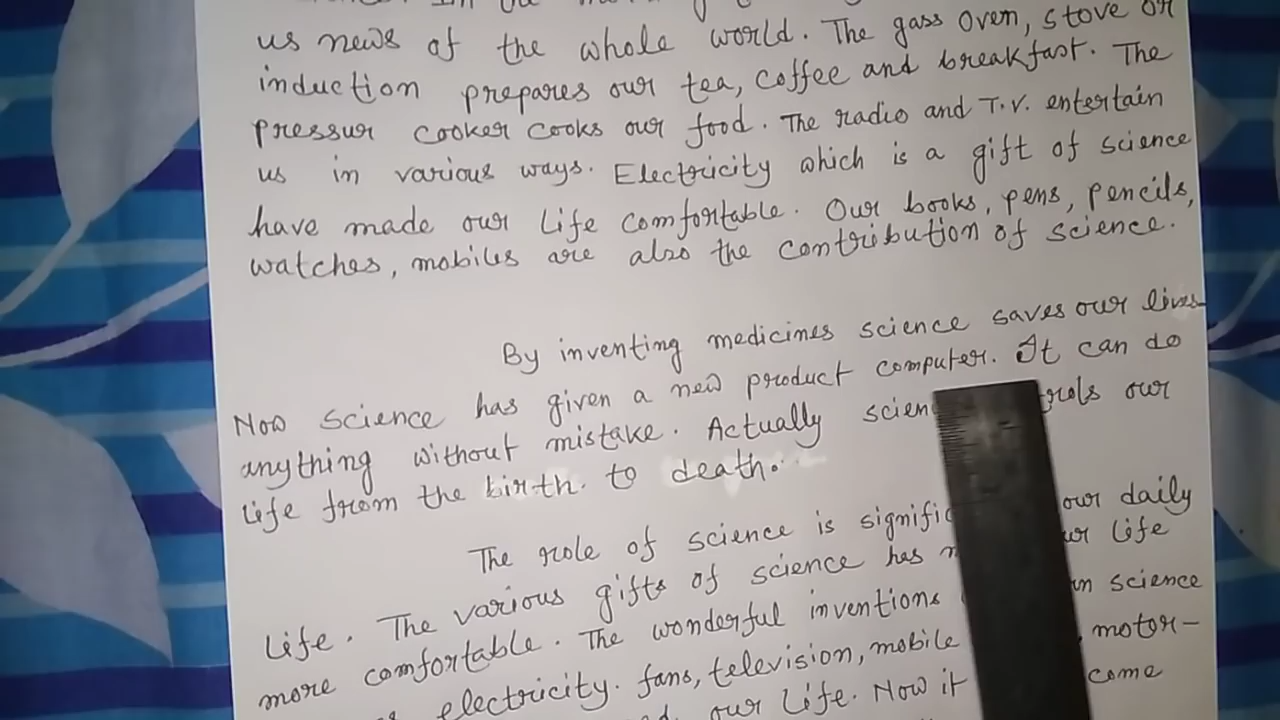 us news of the whole world. The gass oven, stove or
induction prepares our tea, coffee and breakfast. The
pressur cooker cooks our food. The radio and T.V. entertain
us in various ways. Electricity which is a gift of science
have made our life comfortable. Our books, pens, pencils,
watches, mobiles are also the contribution of science.
By inventing medicines science saves our lives
Now science has given a new product computer. It can do
anything without mistake. Actually our
life from the birth to death.
The role of science is our daily
life. The various gifts of science has life
more comfortable. The wonderful inventions science
electricity. fans, television, mobile motor-
our life. Now it come